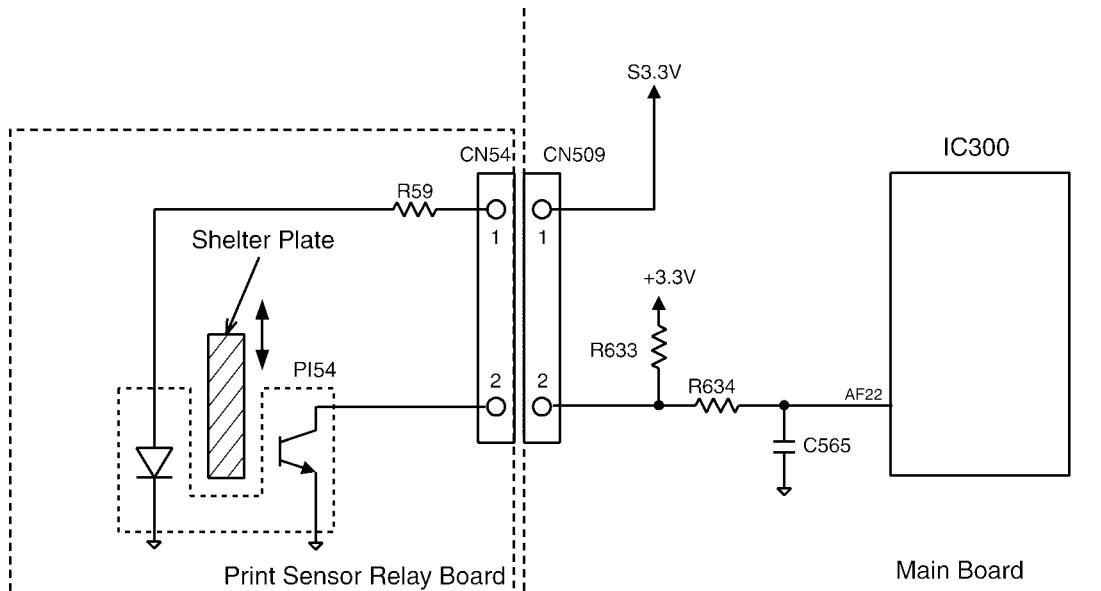 S3.3V
IC300
CN54
CN509
R59
1
1
Shelter Plate
+3.3V
R633
PI54
2
2
R634
AF22
C565
Print Sensor Relay Board
Main Board